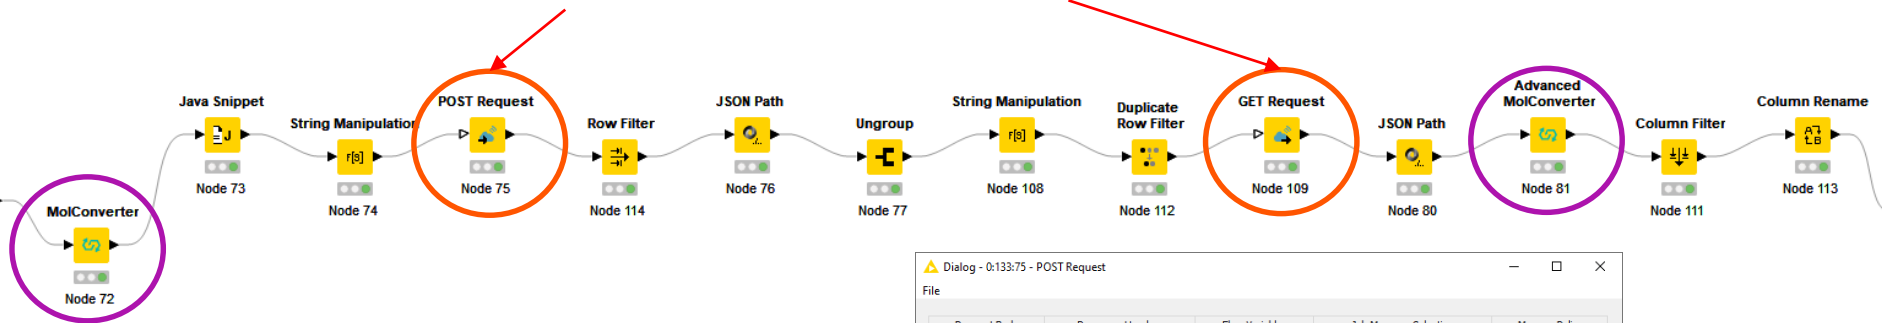 MolConverter
Node 72
Java Snippet
Node 73
String Manipulation
Node 74
POST Request
Node 75
Row Filter
Node 114
JSON Path
Node 76
Ungroup
Node 77
String Manipulation
Node 108
Duplicate
Row Filter
Node 112
GET Request
Node 109
JSON Path
Node 80
Advanced
MolConverter
Node 81
Column Filter
Node 111
Column Rename
Node 113
Dialog - 0:133:75 - POST Request
File